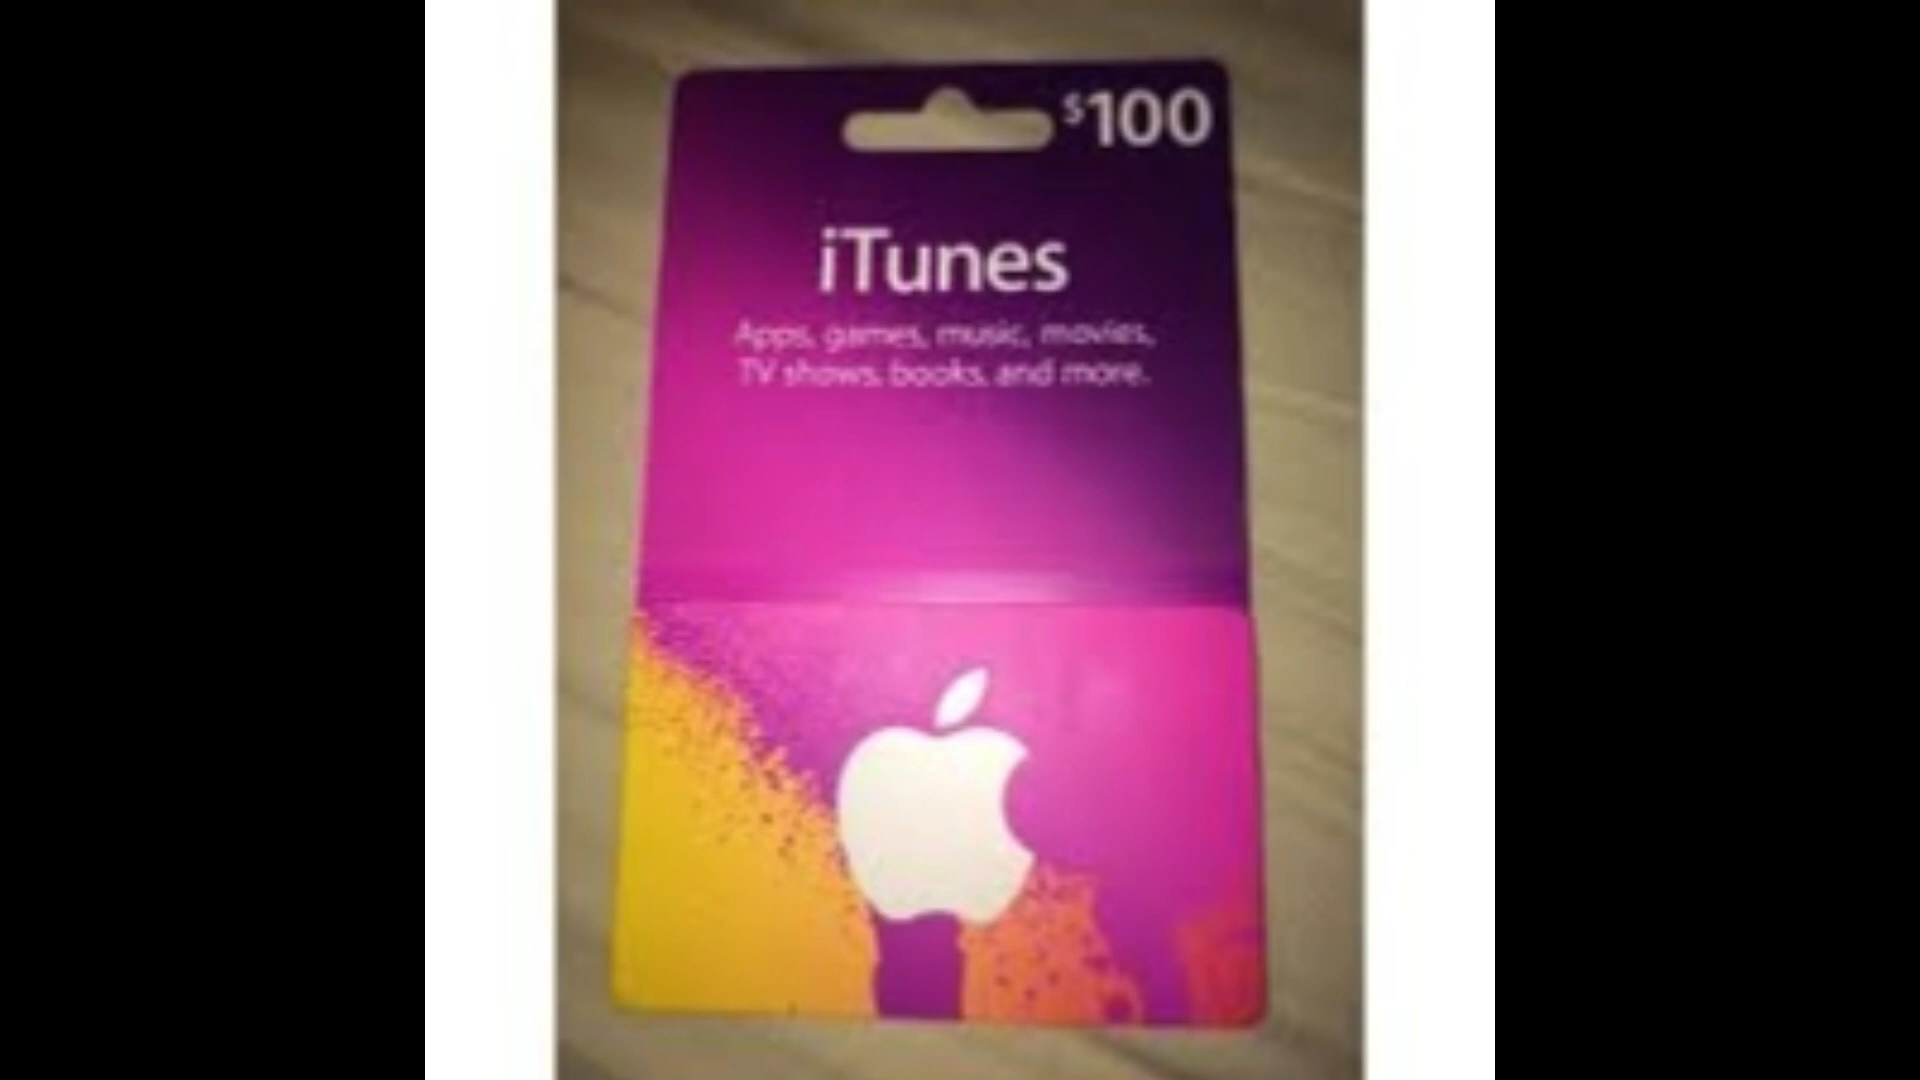 $100
iTunes
Apps, games, music, movies,
TV shows, books, and more.